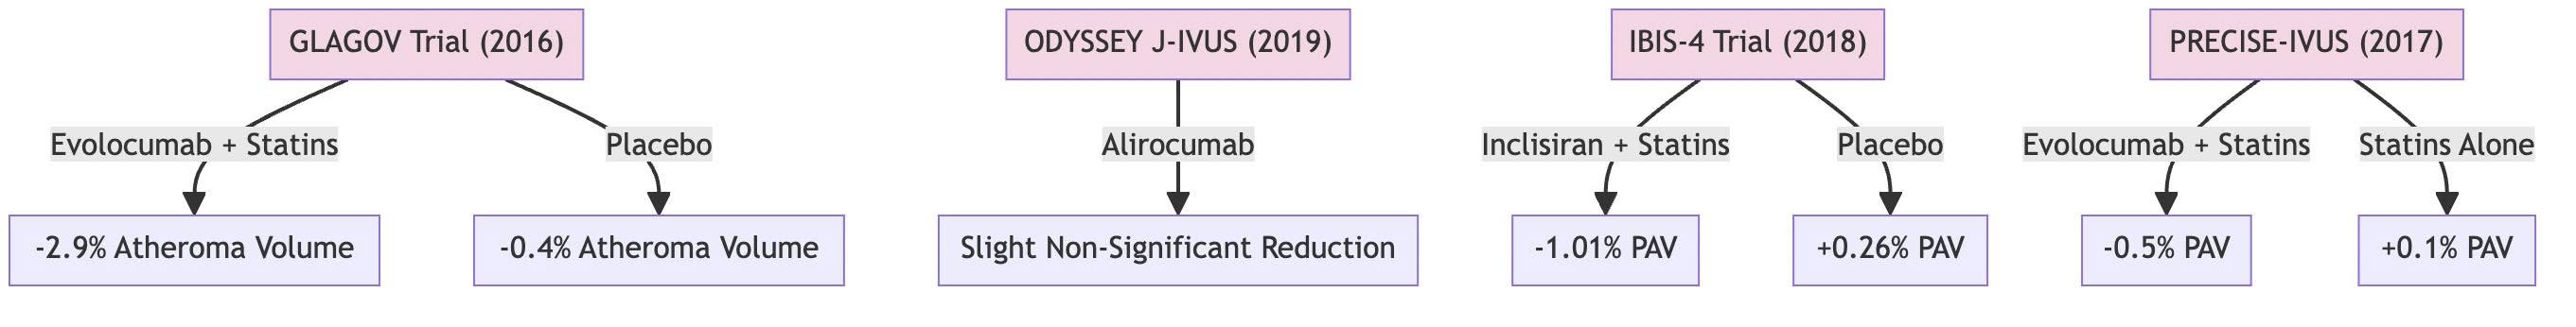 GLAGOV Trial (2016)
ODYSSEY J-IVUS (2019)
IBIS-4 Trial (2018)
PRECISE-IVUS (2017)
Evolocumab + Statins
Placebo
Alirocumab
Inclisiran + Statins
Placebo
Evolocumab + Statins
Statins Alone
-2.9% Atheroma Volume
-0.4% Atheroma Volume
Slight Non-Significant Reduction
-1.01% PAV
+0.26% PAV
-0.5% PAV
+0.1% PAV